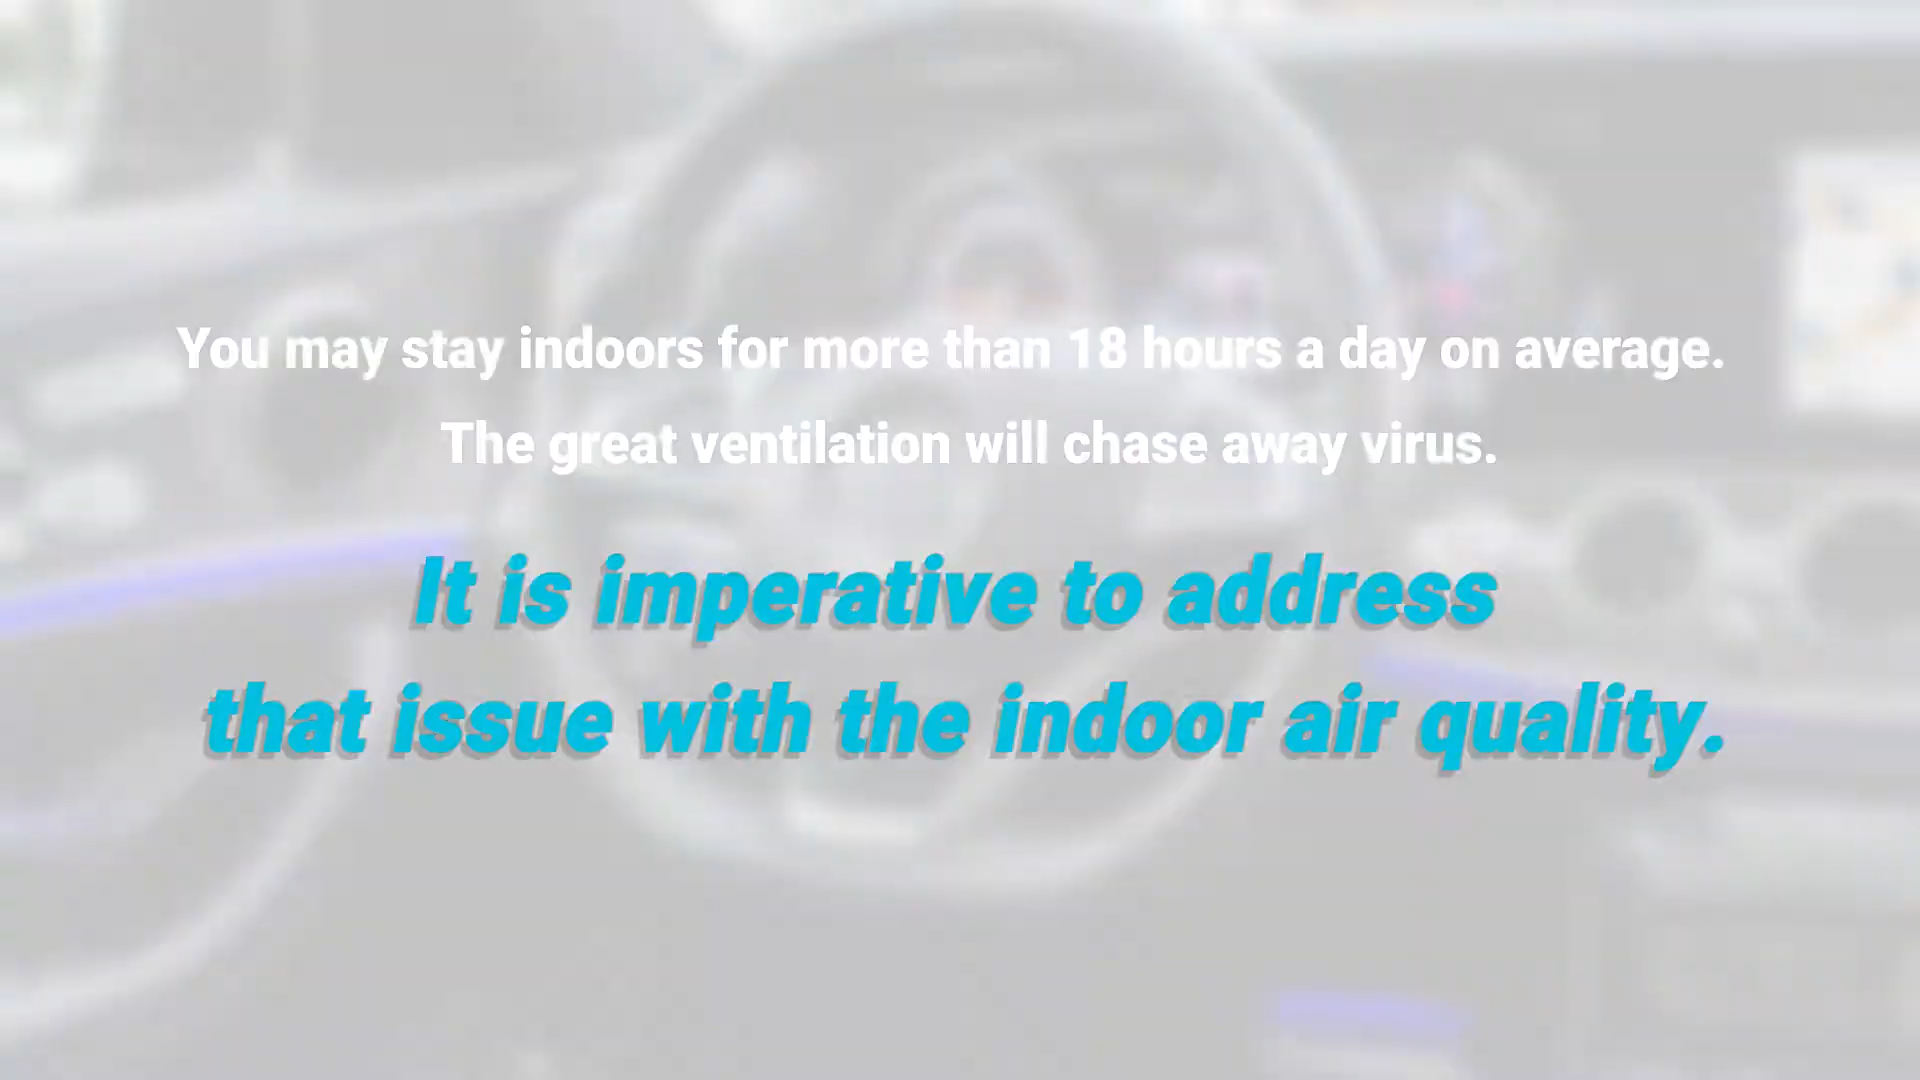 You may stay indoors for more than 18 hours a day on average.
The great ventilation will chase away virus.
It is imperative to address
that issue with the indoor air quality.